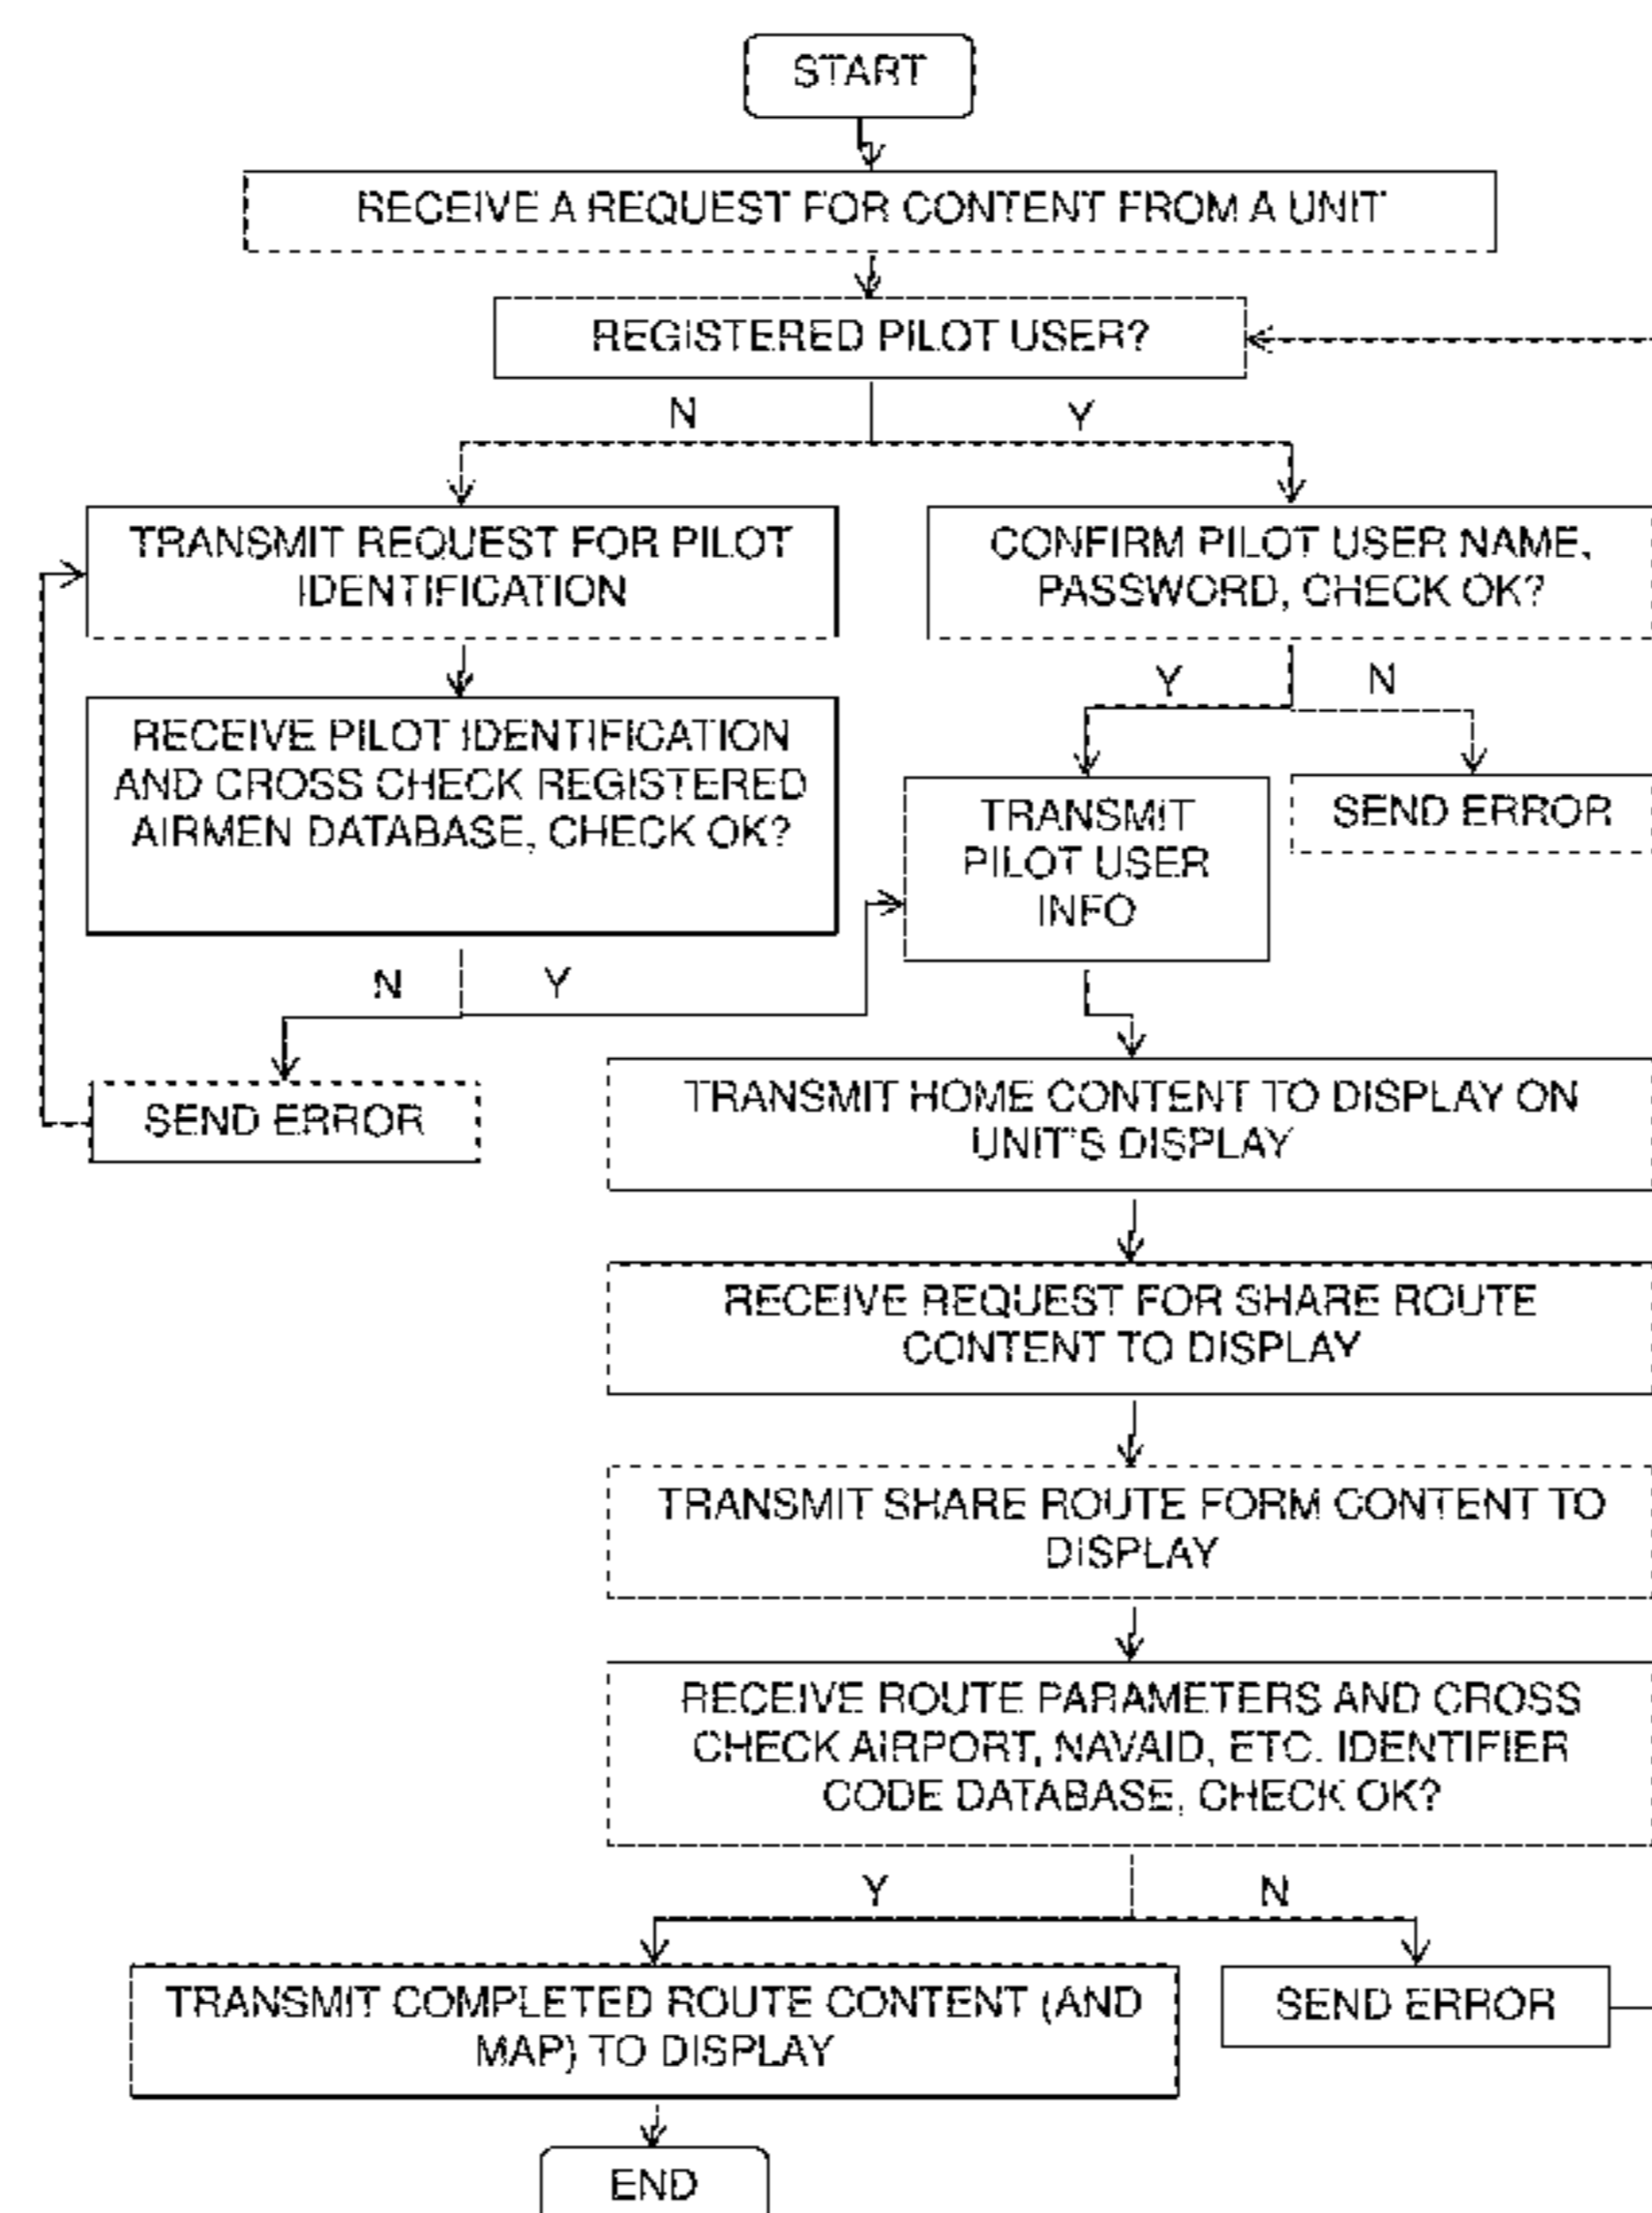 START
RECEIVE A REQUEST FOR CONTENT FROM A UNIT
REGISTERED PILOT USER?
N
Y
TRANSMIT REQUEST FOR PILOT
IDENTIFICATION
CONFIRM PILOT USER NAME,
PASSWORD, CHECK OK?
Y
N
RECEIVE PILOT IDENTIFICATION
AND CROSS CHECK REGISTERED
AIRMEN DATABASE, CHECK OK?
TRANSMIT
PILOT USER
INFO
SEND ERROR
N
Y
SEND ERROR
TRANSMIT HOME CONTENT TO DISPLAY ON
UNIT'S DISPLAY
RECEIVE REQUEST FOR SHARE ROUTE
CONTENT TO DISPLAY
TRANSMIT SHARE ROUTE FORM CONTENT TO
DISPLAY
RECEIVE ROUTE PARAMETERS AND CROSS
CHECK AIRPORT, NAVAID, ETC. IDENTIFIER
CODE DATABASE, CHECK OK?
Y
N
TRANSMIT COMPLETED ROUTE CONTENT (AND
MAP) TO DISPLAY
SEND ERROR
END